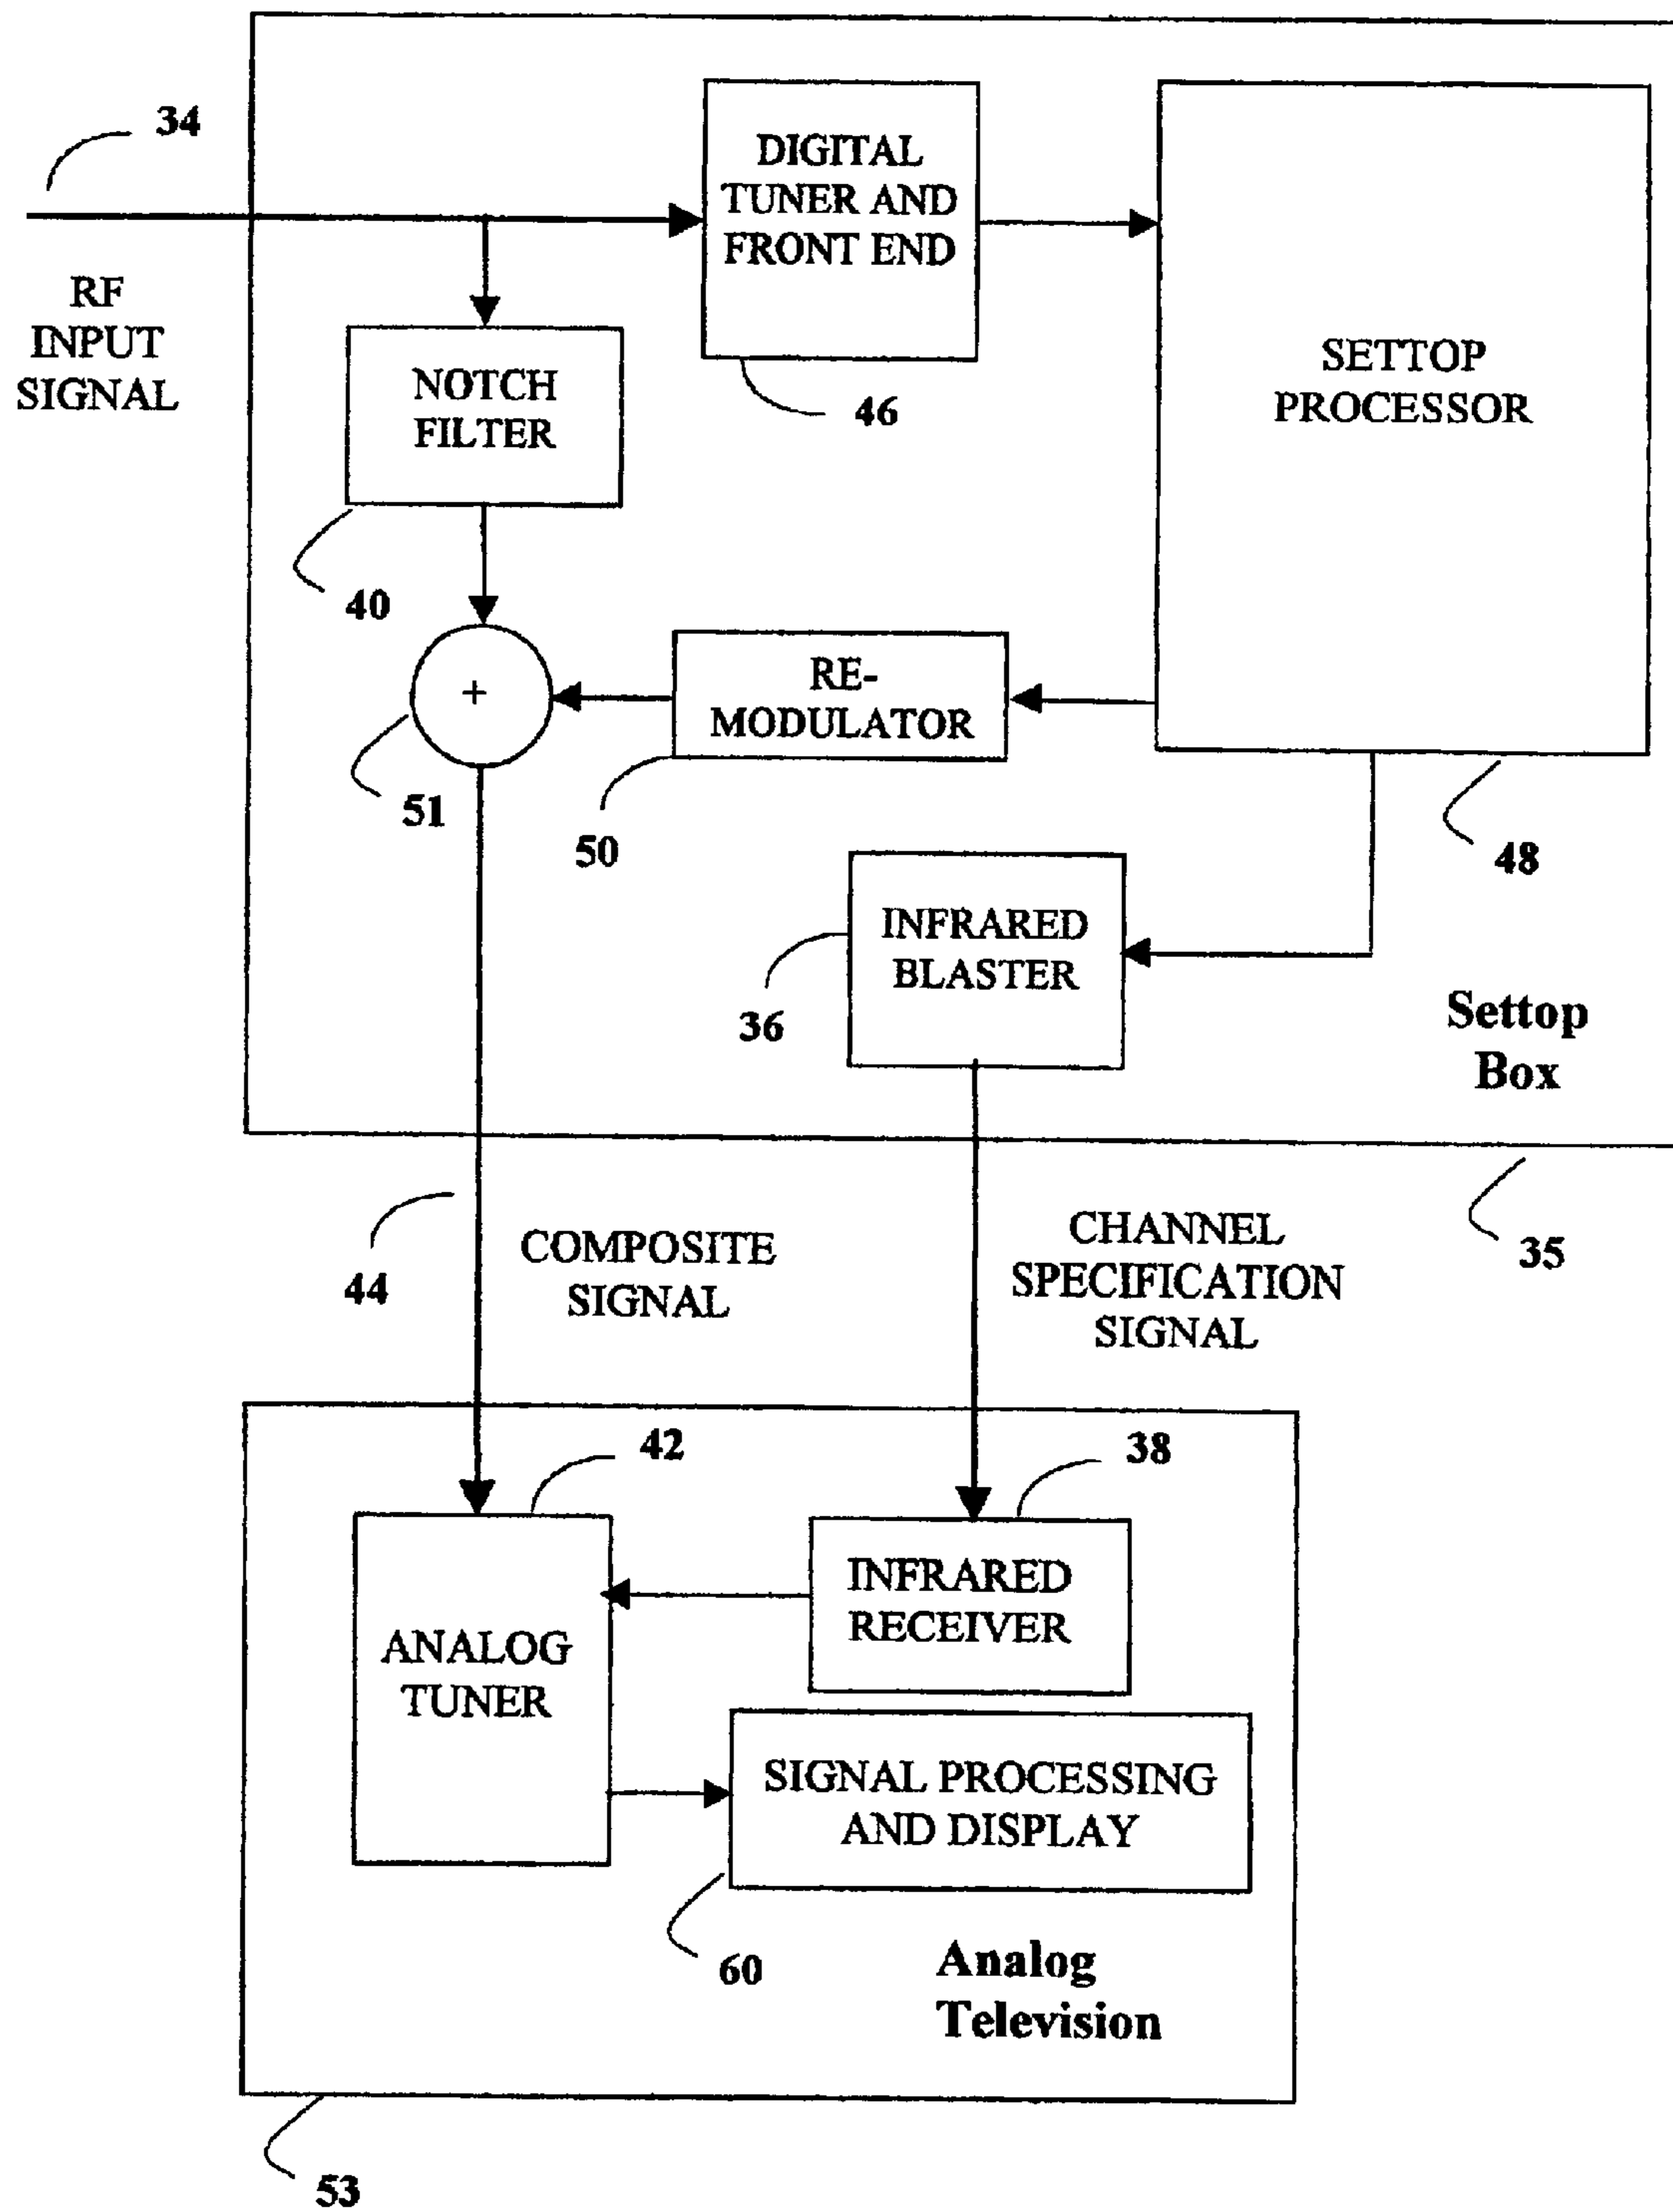 34
RF
INPUT
SIGNAL
DIGITAL
TUNER AND
FRONT END
46
SETTOP
PROCESSOR
NOTCH
FILTER
40
+
51
RE-
MODULATOR
50
48
INFRARED
BLASTER
36
Settop
Box
35
44
COMPOSITE
SIGNAL
CHANNEL
SPECIFICATION
SIGNAL
42
38
ANALOG
TUNER
INFRARED
RECEIVER
SIGNAL PROCESSING
AND DISPLAY
60
Analog
Television
53